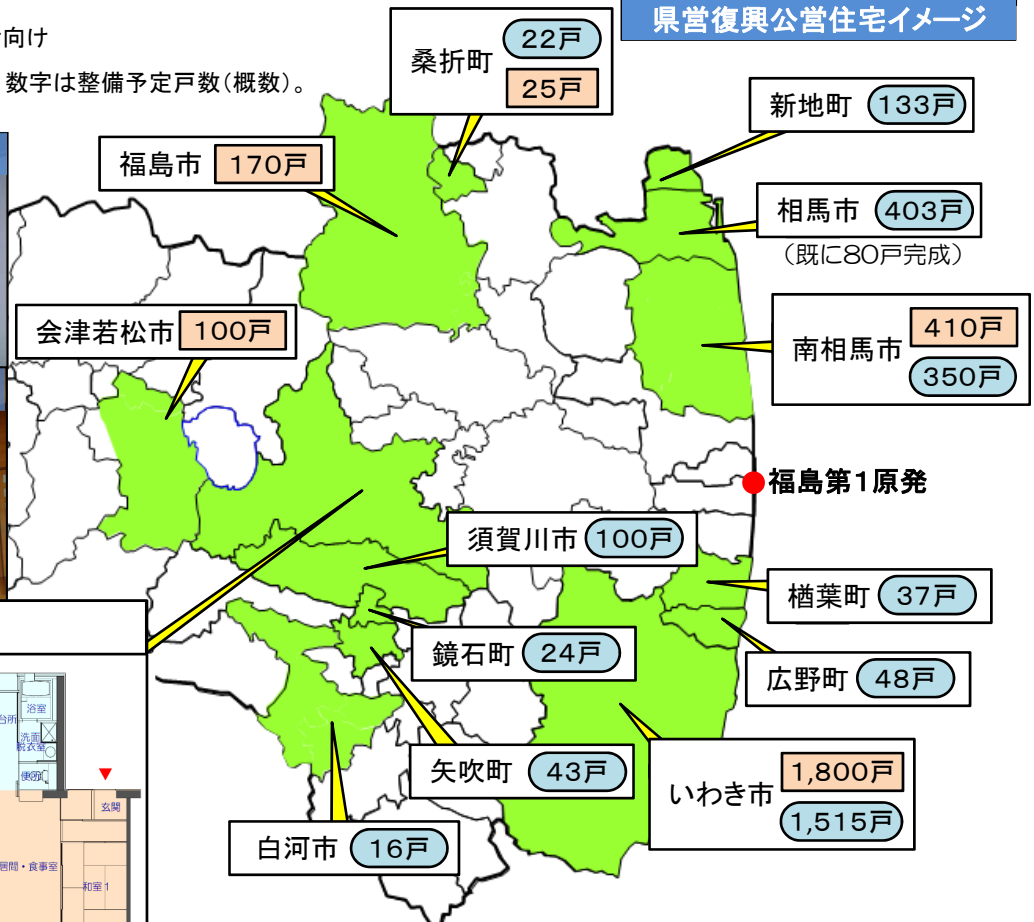 県営復興公営住宅イメージ
向け
数字は整備予定戸数(概数)。
桑折町 22戸
25戸
新地町 133戸
福島市 170戸
相馬市 403戸
(既に80戸完成)
会津若松市 100戸
南相馬市 410戸
350戸
福島第1原発
須賀川市 100戸
楢葉町 37戸
鏡石町 24戸
広野町 48戸
矢吹町 43戸
いわき市 1,800戸
1,515戸
白河市 16戸
浴室
台所
洗面
脱衣室
便所
玄関
居間・食事室
和室1